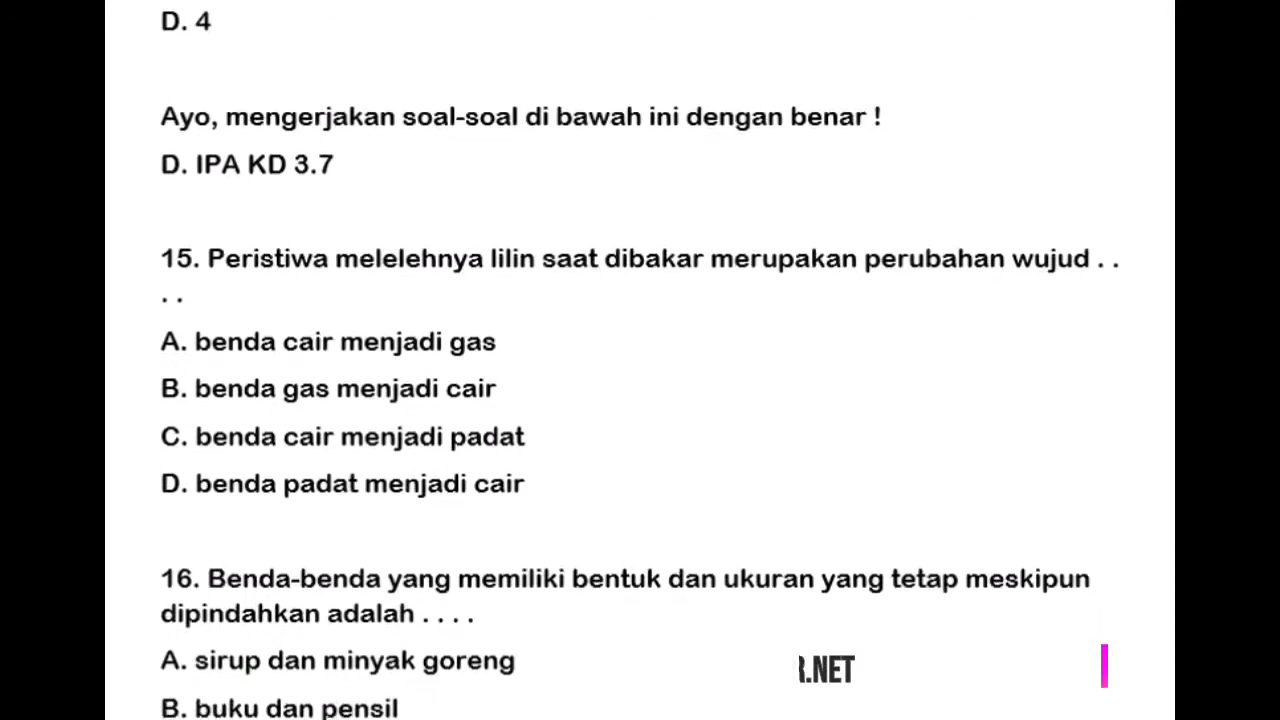 D. 4
Ayo, mengerjakan soal-soal di bawah ini dengan benar !
D. IPA KD 3.7
15. Peristiwa melelehnya lilin saat dibakar merupakan perubahan wujud . .
. .
A. benda cair menjadi gas
B. benda gas menjadi cair
C. benda cair menjadi padat
D. benda padat menjadi cair
16. Benda-benda yang memiliki bentuk dan ukuran yang tetap meskipun
dipindahkan adalah . . . .
A. sirup dan minyak goreng
.NET
B. buku dan pensil